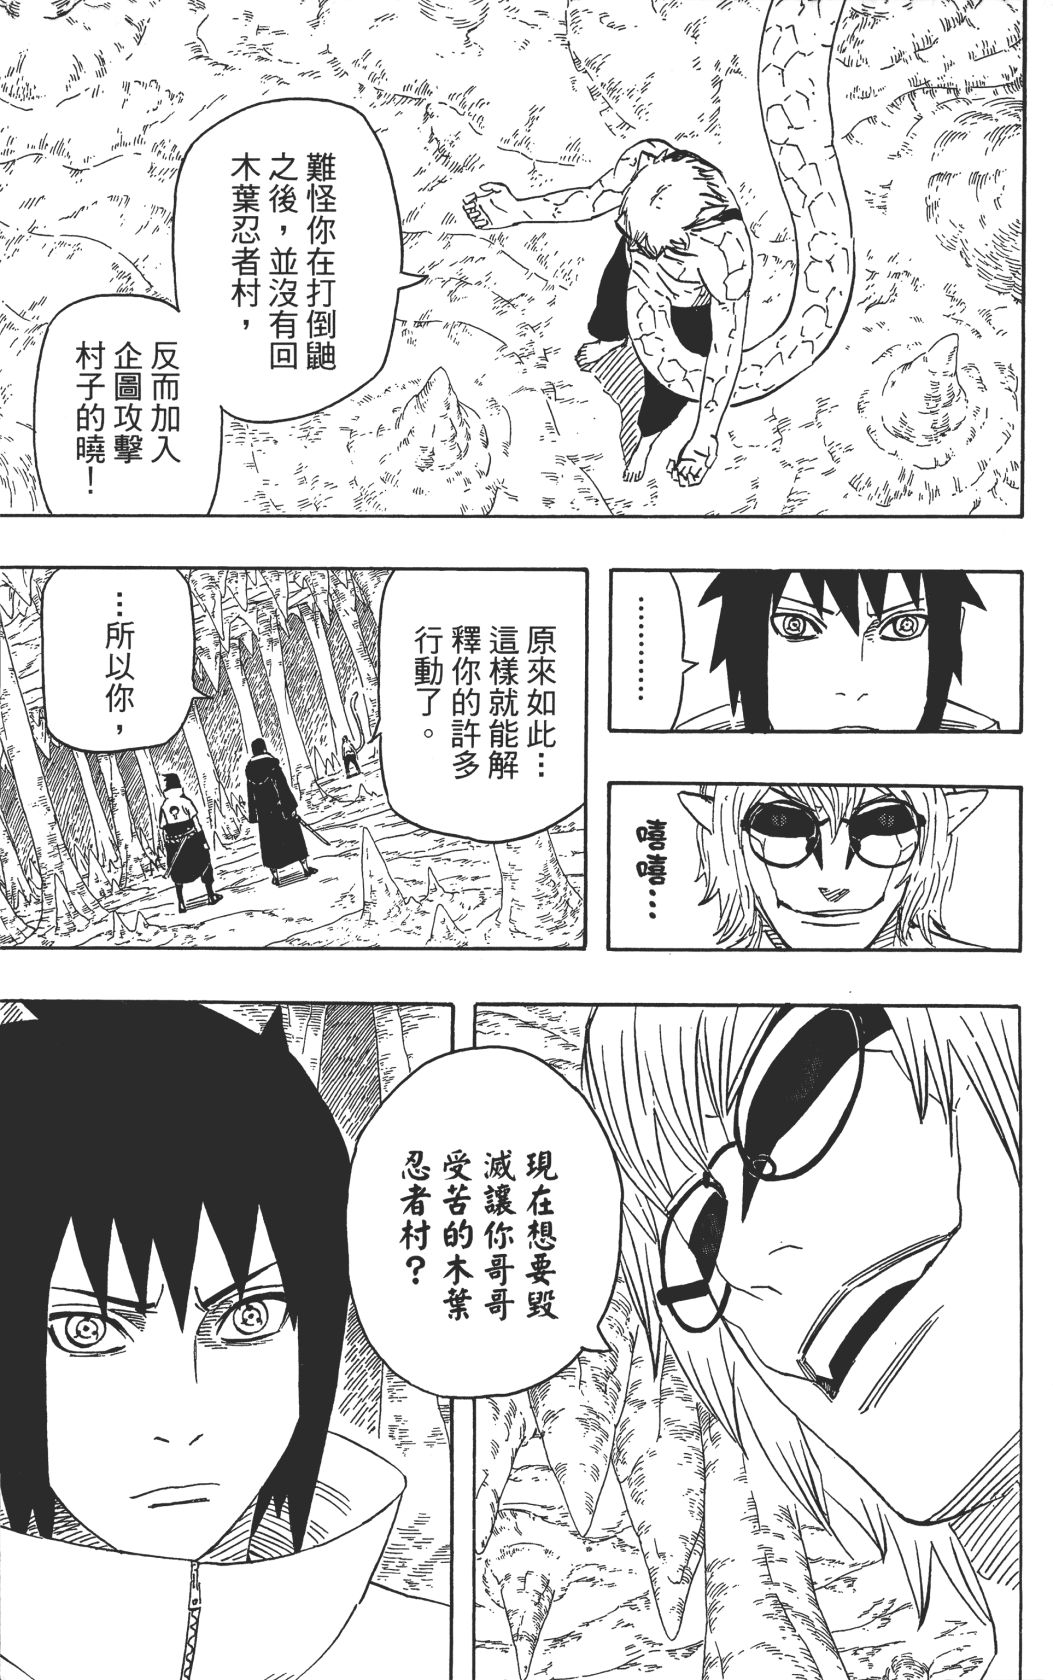 難怪你在打倒鼬
之後，並沒有回
木葉忍者村，
反而加入
企圖攻擊
村子的曉！
…………
嘻嘻…
原來如此…
這樣就能解
釋你的許多
行動了。
…所以你，
現在想要毀
滅讓你哥哥
受苦的木葉
忍者村？